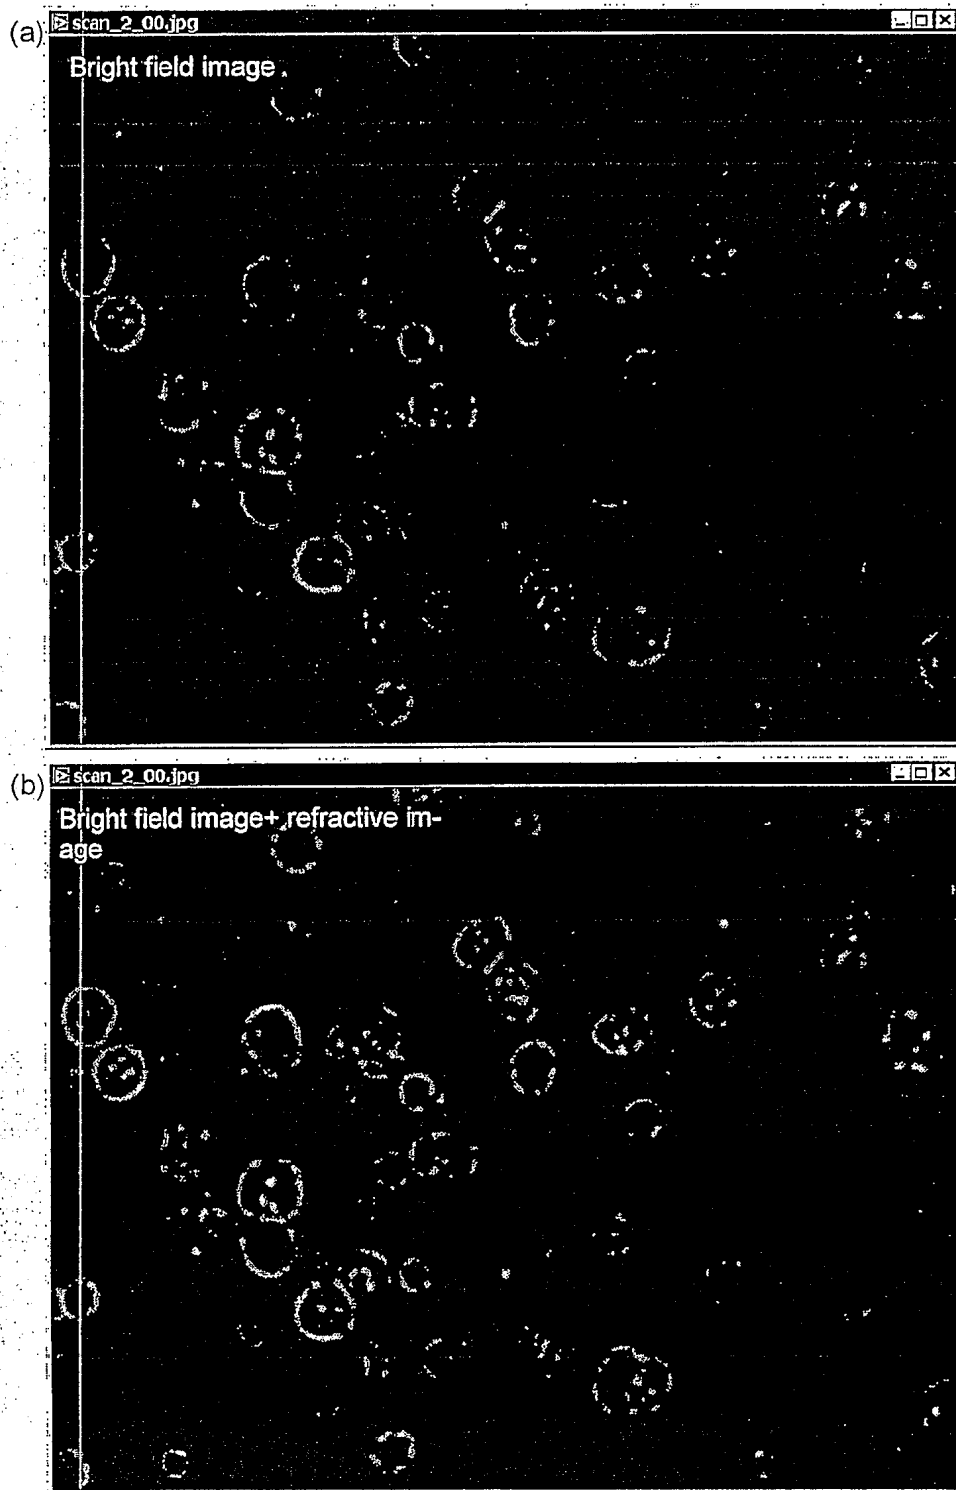 (a)
scan_2_00.jpg
Bright field image
(b)
scan_2_00.jpg
Bright field image+ refractive im-
age